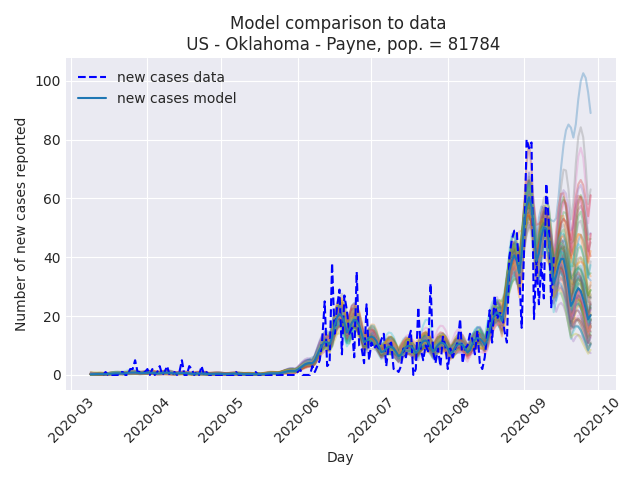 Model comparison to data
US - Oklahoma - Payne, pop. = 81784
new cases data
new cases model
Number of new cases reported
100
80
60
40
20
0
2020-03
2020-04
2020-05
2020-06
2020-07
2020-08
2020-09
2020-10
Day